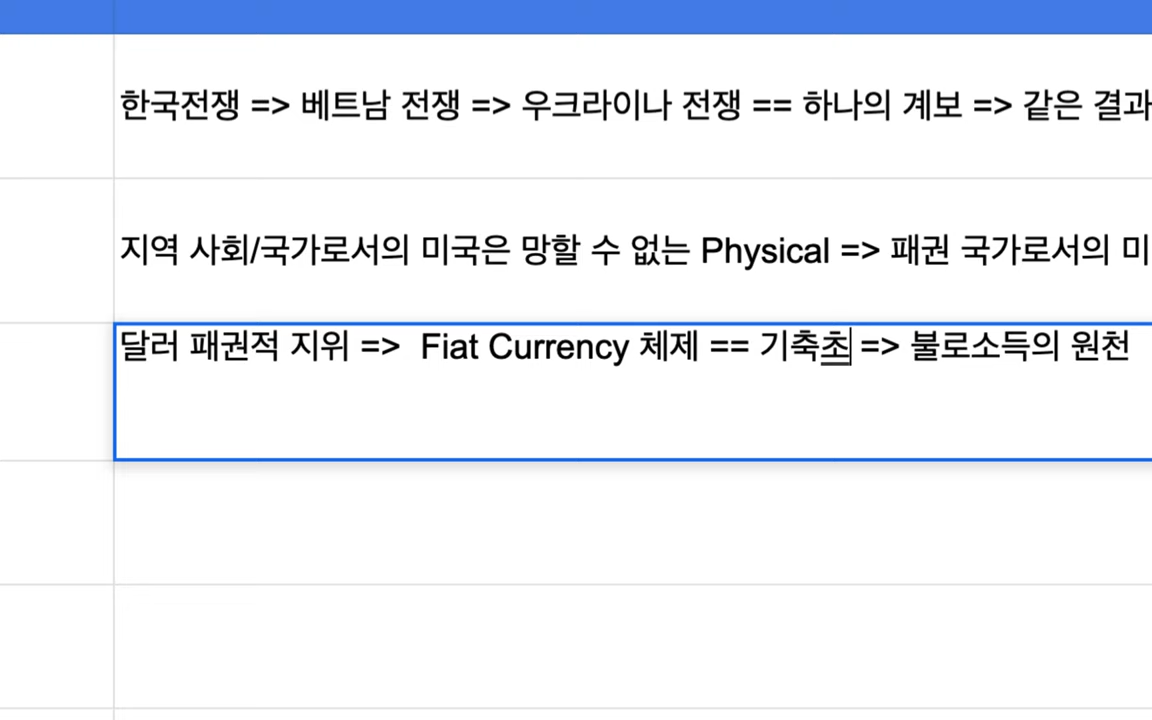 한국전쟁 => 베트남 전쟁 => 우크라이나 전쟁 == 하나의 계보 => 같은 결과
지역 사회/국가로서의 미국은 망할 수 없는 Physical => 패권 국가로서의 미
달러 패권적 지위 =>  Fiat Currency 체제 == 기축초 => 불로소득의 원천